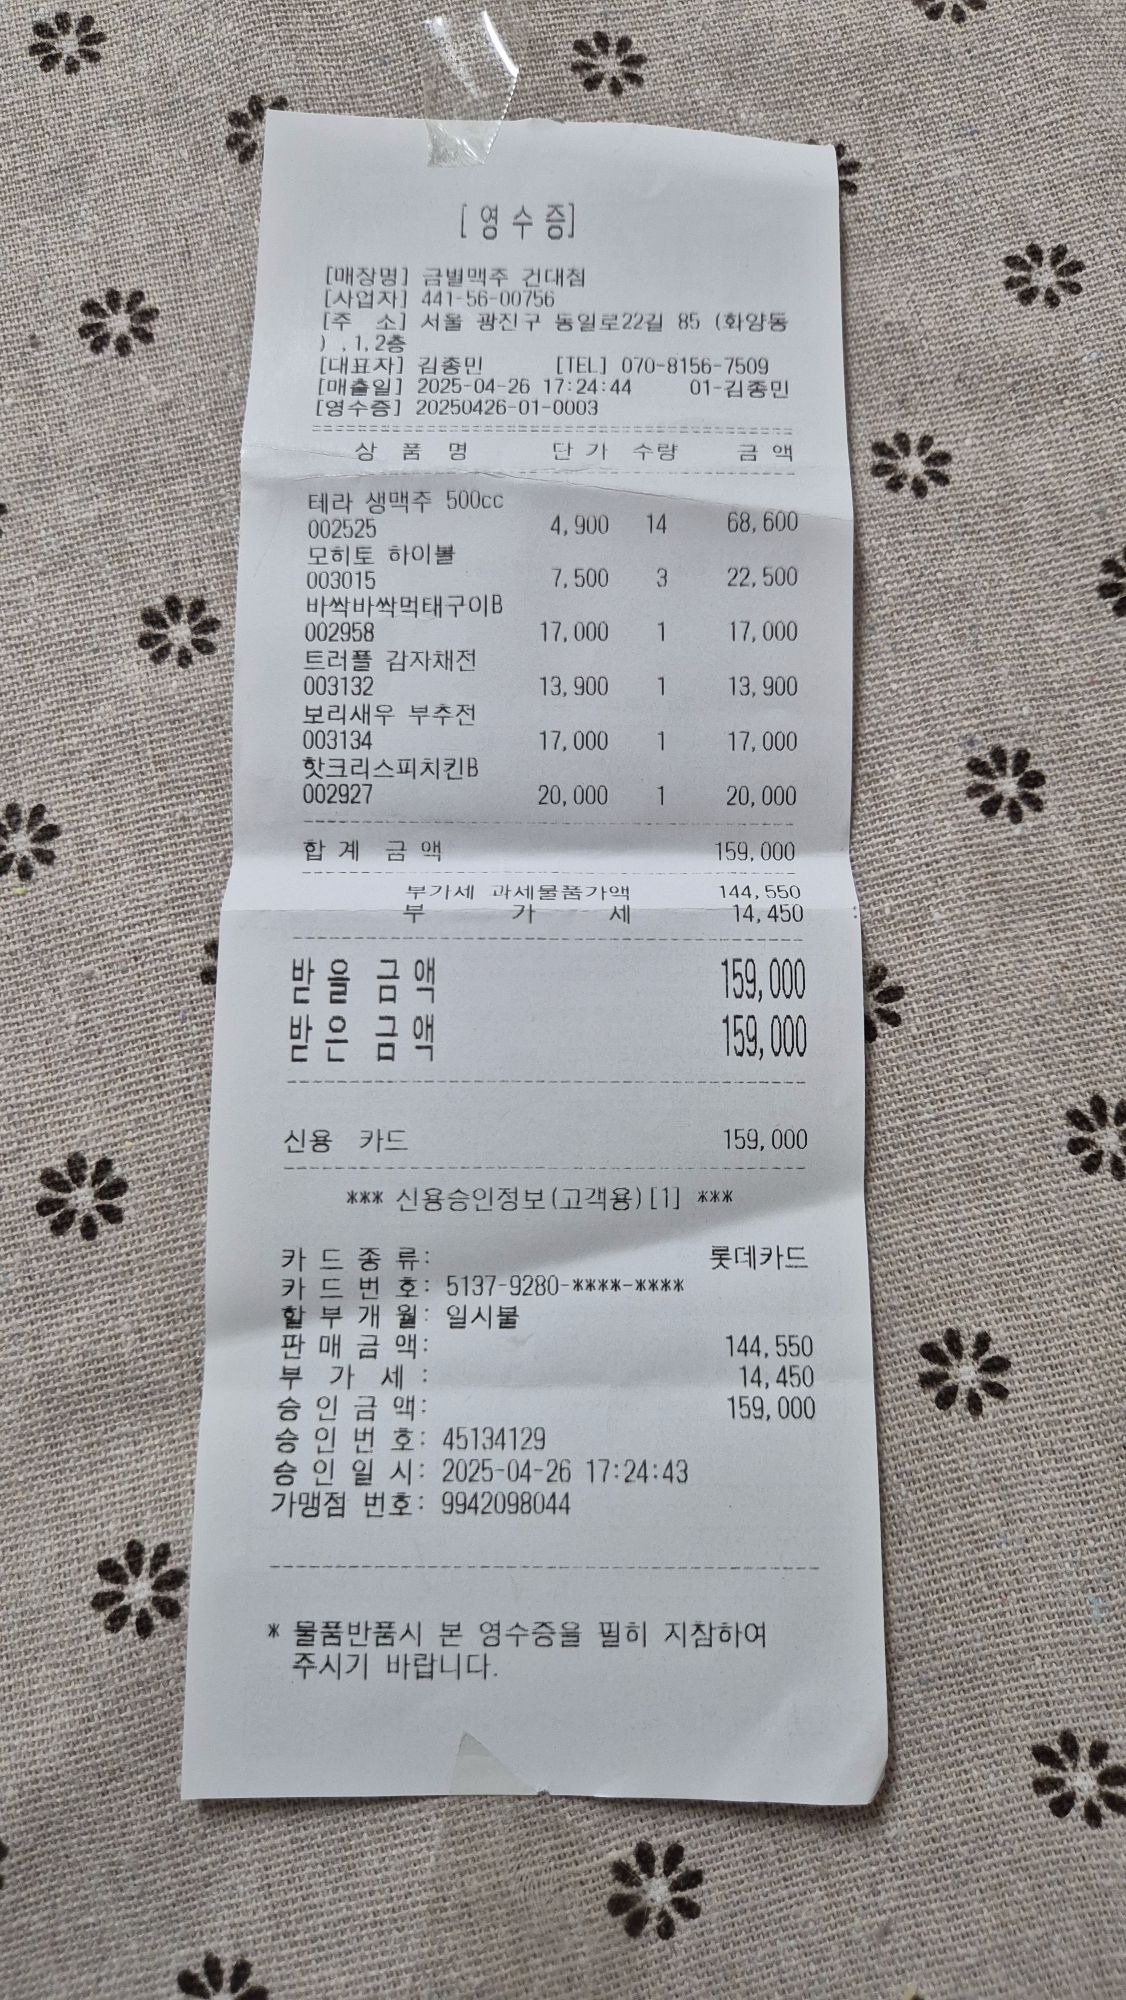 [ 영 수 증]
[매장명] 금별맥주 건대점
[사업자] 441-56-00756
[주 소] 서울 광진구 동일로22길 85 (화양동
) ,1,2층
[대표자] 김종민 [TEL] 070-8156-7509
[매출일] 2025-04-26 17:24:44 01-김종민
[영수증] 20250426-01-0003
상 품 명 단 가 수량 금 액
테라 생맥주 500cc
002525 4,900 14 68,600
모히토 하이볼
003015 7,500 3 22,500
바싹바싹먹태구이B
002958 17,000 1 17,000
트러플 감자채전
003132 13,900 1 13,900
보리새우 부추전
003134 17,000 1 17,000
핫크리스피치킨B
002927 20,000 1 20,000
합 계 금 액 159,000
부가세 과세물품가액 144,550
부 가 세 14,450
받 을 금 액 159,000
받 은 금 액 159,000
신용 카드 159,000
*** 신용승인정보(고객용)[1] ***
카 드 종 류: 롯데카드
카 드 번 호: 5137-9280-****-****
할 부 개 월: 일시불
판 매 금 액: 144,550
부 가 세 : 14,450
승 인 금 액: 159,000
승 인 번 호: 45134129
승 인 일 시: 2025-04-26 17:24:43
가맹점 번호: 9942098044
* 물품반품시 본 영수증을 필히 지참하여
주시기 바랍니다.